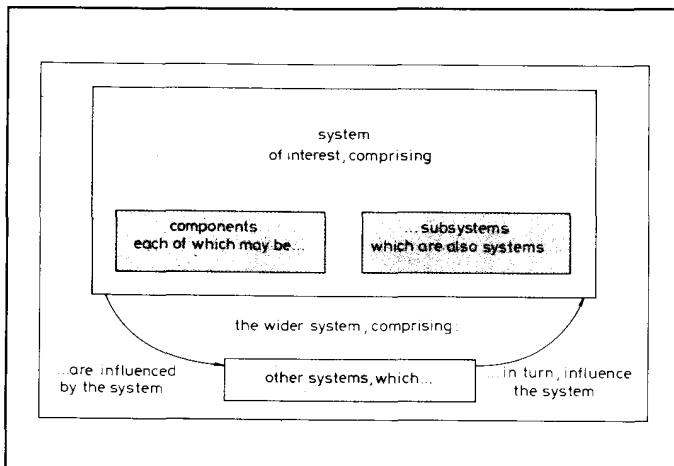 system
of interest, comprising
components
each of which may be...
...subsystems
which are also systems...
the wider system, comprising:
...are influenced
by the system
other systems, which...
...in turn, influence
the system